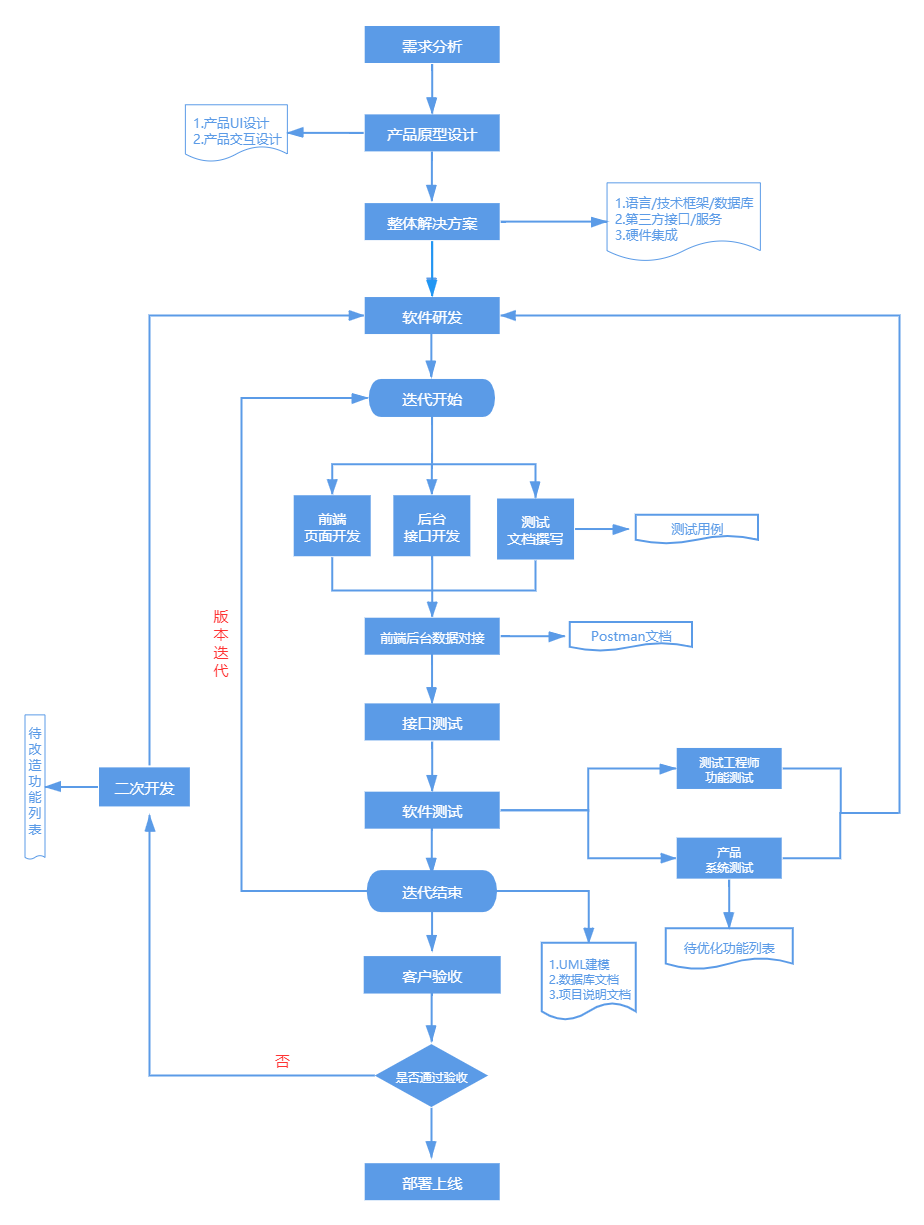 需求分析
1.产品UI设计
2.产品交互设计
产品原型设计
整体解决方案
1.语言/技术框架/数据库
2.第三方接口/服务
3.硬件集成
软件研发
迭代开始
前端
页面开发
后台
接口开发
测试
文档撰写
测试用例
版
本
迭
代
前端后台数据对接
Postman文档
接口测试
待
改
造
功
能
列
表
二次开发
软件测试
测试工程师
功能测试
产品
系统测试
迭代结束
待优化功能列表
1.UML建模
2.数据库文档
3.项目说明文档
客户验收
否
是否通过验收
部署上线